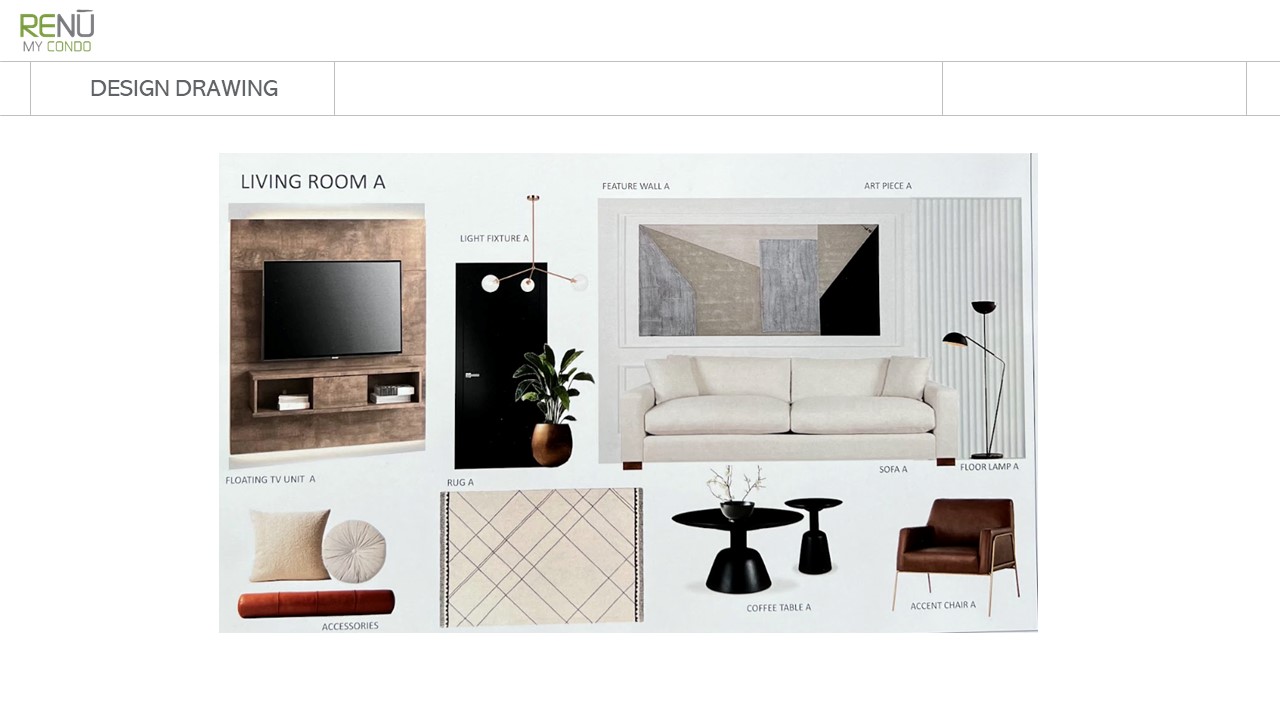 RENŪ
MY CONDO
DESIGN DRAWING
LIVING ROOM A
FEATURE WALL A
ART PIECE A
LIGHT FIXTURE A
FLOATING TV UNIT A
RUG A
SOFA A
FLOOR LAMP A
COFFEE TABLE A
ACCENT CHAIR A
ACCESSORIES